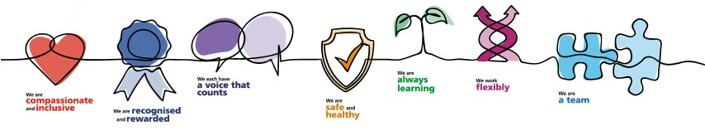 We are
compassionate
and inclusive
We are recognised
and rewarded
We each have
a voice that
counts
We are
safe and
healthy
We are
always
learning
We work
flexibly
We are
a team